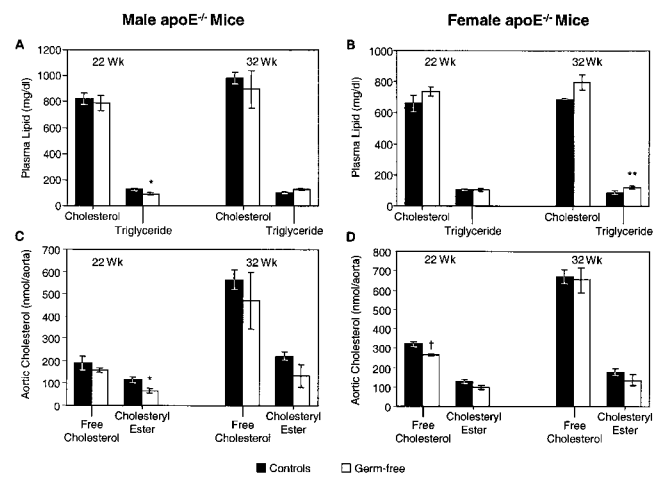 Male apoE-/- Mice
Female apoE-/- Mice
A
22 Wk
32 Wk
Plasma Lipid (mg/dl)
1200
1000
800
600
400
200
0
*
Cholesterol
Triglyceride
Cholesterol
Triglyceride
B
22 Wk
32 Wk
Plasma Lipid (mg/dl)
1000
800
600
400
200
0
**
Cholesterol
Triglyceride
Cholesterol
Triglyceride
C
22 Wk
32 Wk
Aortic Cholesterol (nmol/aorta)
700
600
500
400
300
200
100
0
*
Free
Cholesterol
Cholesteryl
Ester
Free
Cholesterol
Cholesteryl
Ester
D
22 Wk
32 Wk
Aortic Cholesterol (nmol/aorta)
800
700
600
500
400
300
200
100
0
†
Free
Cholesterol
Cholesteryl
Ester
Free
Cholesterol
Cholesteryl
Ester
Controls
Germ-free